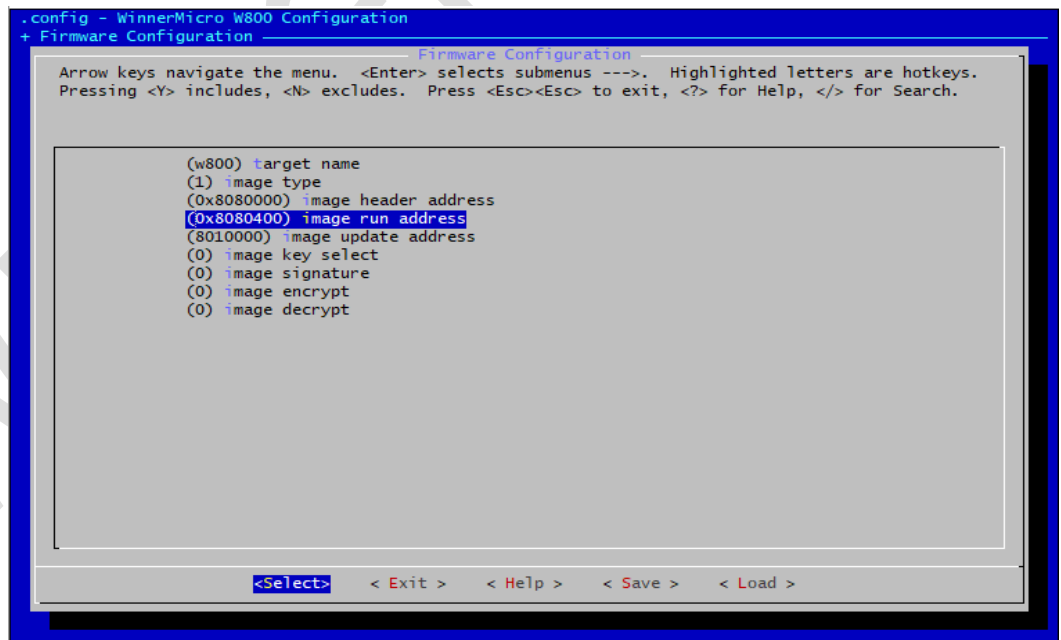 .config - WinnerMicro W800 Configuration
+ Firmware Configuration
Firmware Configuration
Arrow keys navigate the menu. <Enter> selects submenus --->. Highlighted letters are hotkeys.
Pressing <Y> includes, <N> excludes. Press <Esc><Esc> to exit, <?> for Help, </> for Search.
(w800) target name
(1) image type
(0x8080000) image header address
(0x8080400) image run address
(8010000) image update address
(0) image key select
(0) image signature
(0) image encrypt
(0) image decrypt
<Select> < Exit > < Help > < Save > < Load >